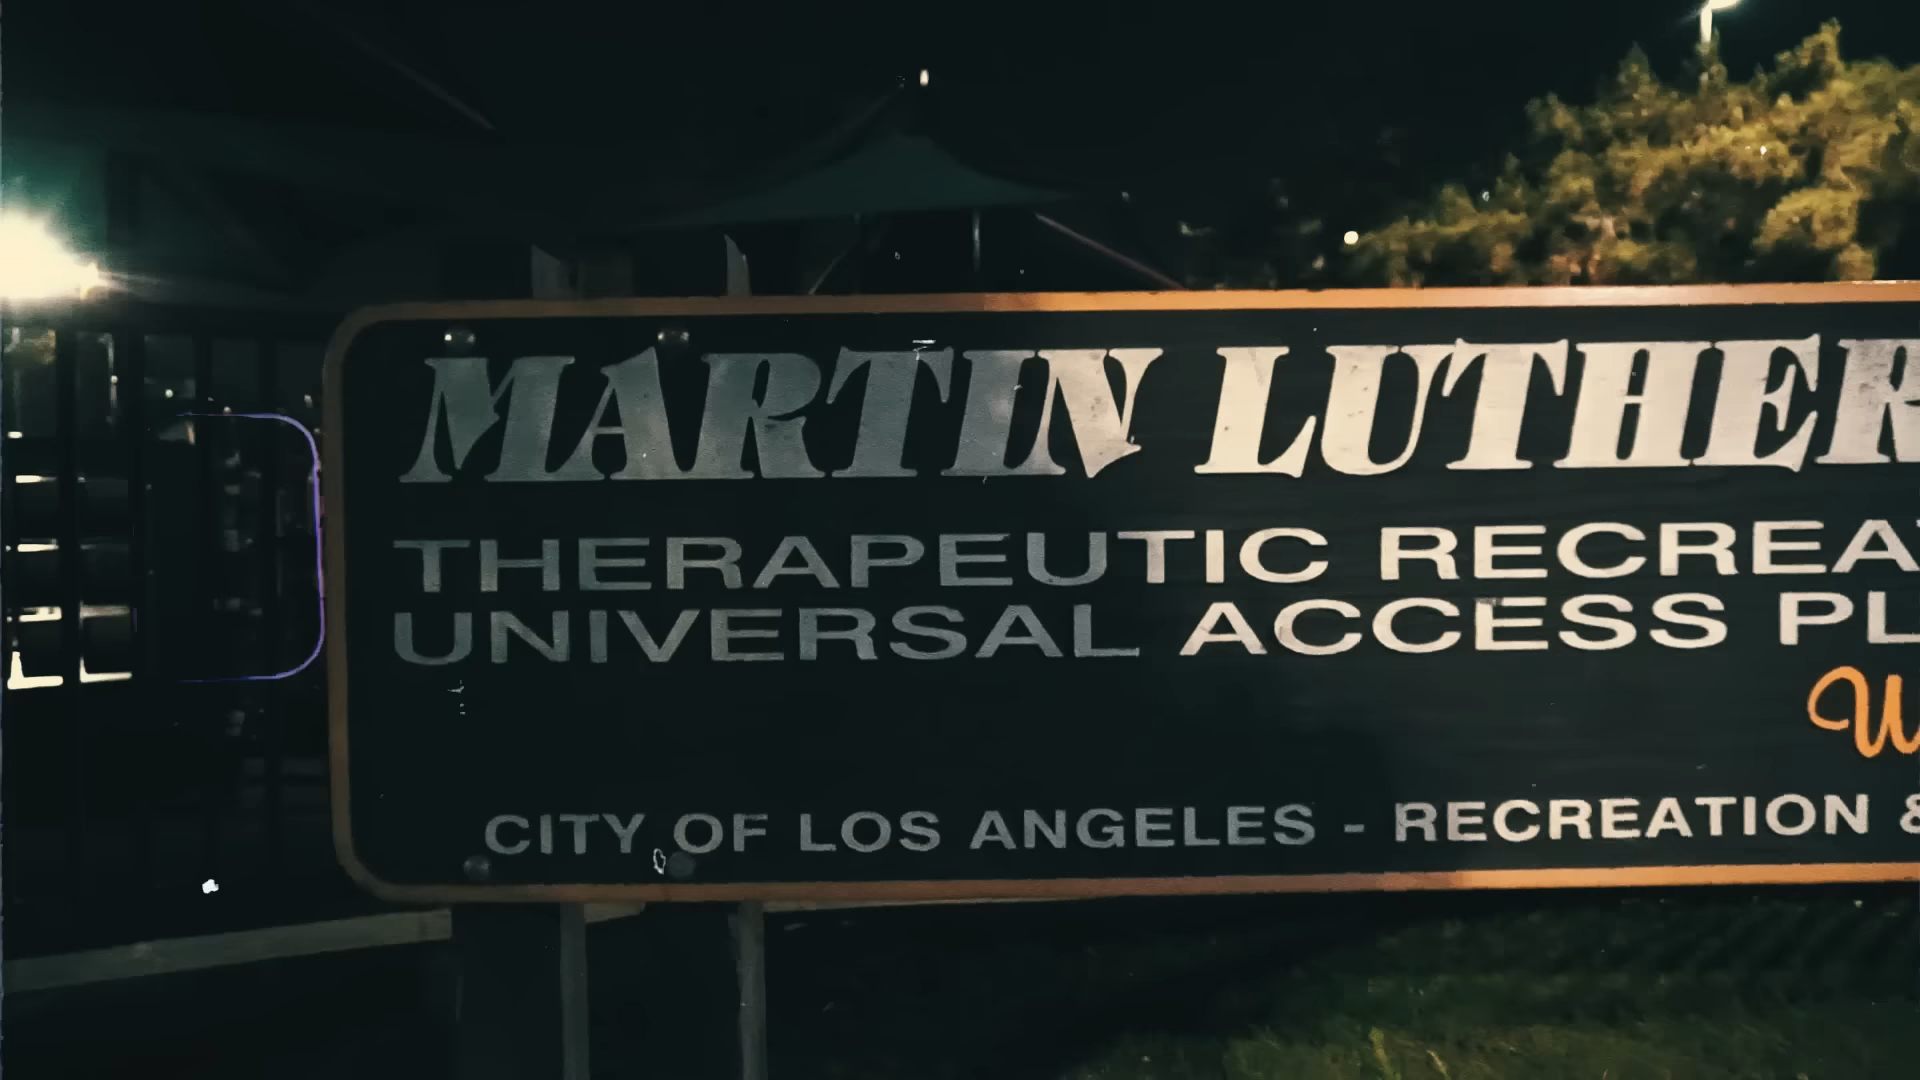 MARTIN LUTHER
THERAPEUTIC RECREA
UNIVERSAL ACCESS PL
W
CITY OF LOS ANGELES - RECREATION &